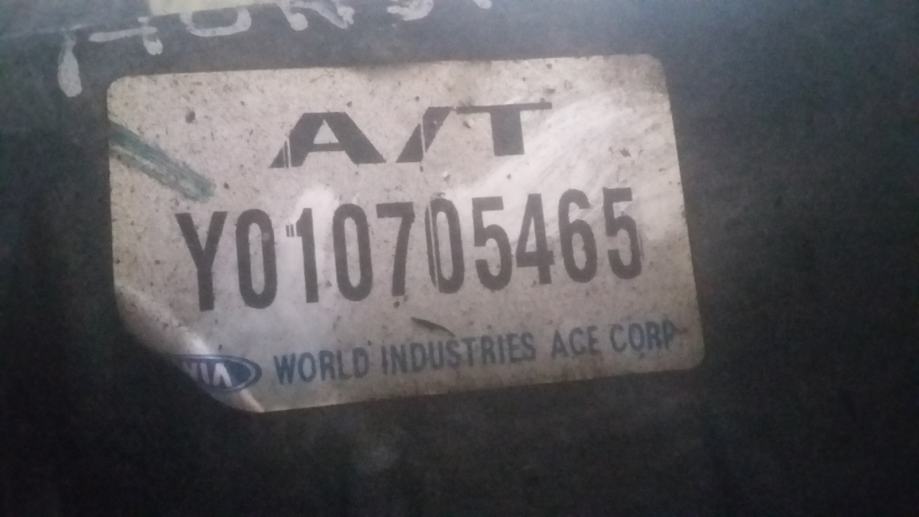 A/T
Y010705465
KIA WORLD INDUSTRIES ACE CORP